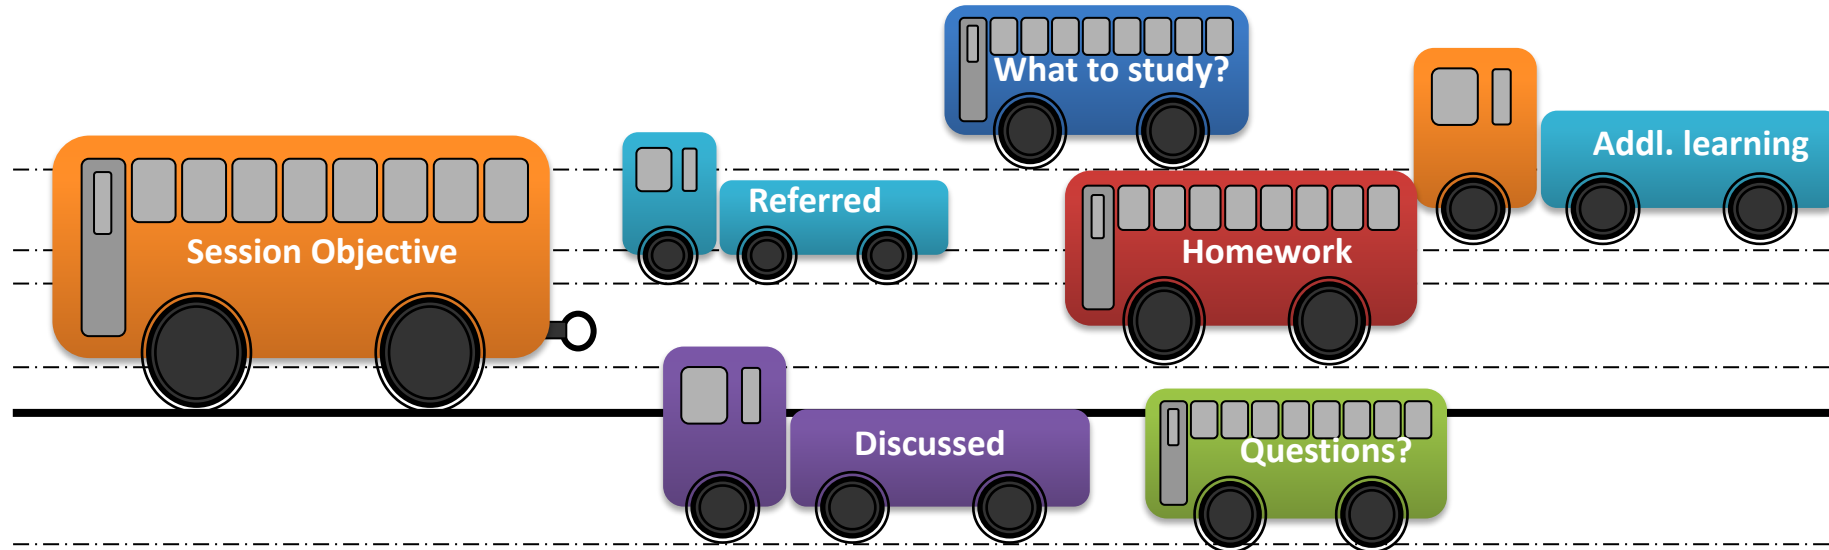 What to study?
Addl. learning
Referred
Session Objective
Homework
Discussed
Questions?